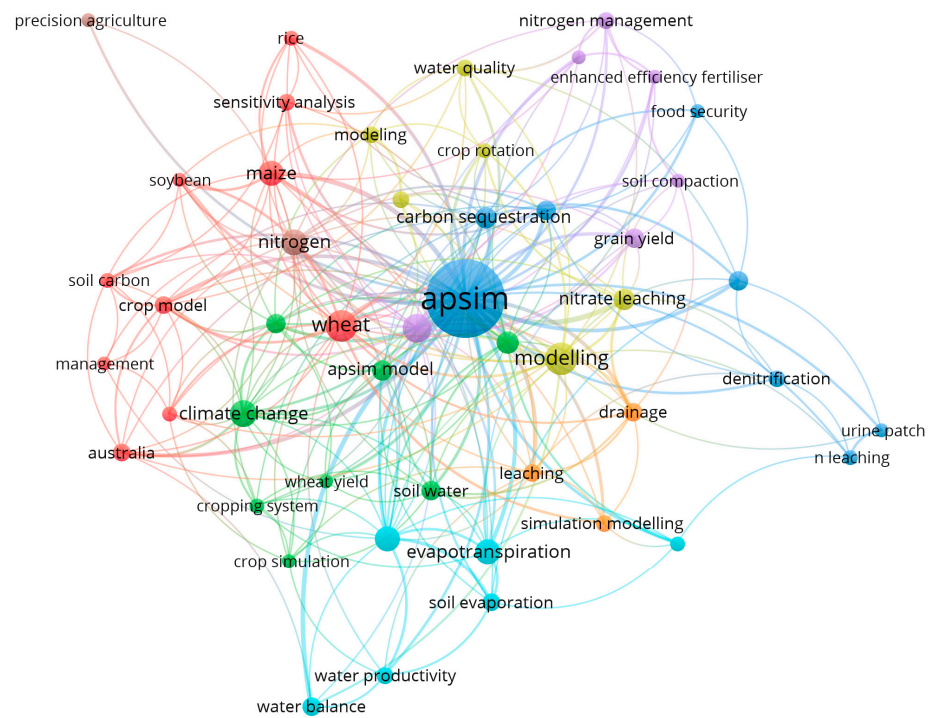 precision agriculture
nitrogen management
rice
water quality
enhanced efficiency fertiliser
sensitivity analysis
food security
modeling
crop rotation
maize
soybean
soil compaction
carbon sequestration
nitrogen
grain yield
soil carbon
apsim
nitrate leaching
crop model
wheat
modelling
management
apsim model
denitrification
climate change
drainage
urine patch
australia
n leaching
leaching
wheat yield
soil water
cropping system
simulation modelling
evapotranspiration
crop simulation
soil evaporation
water productivity
water balance